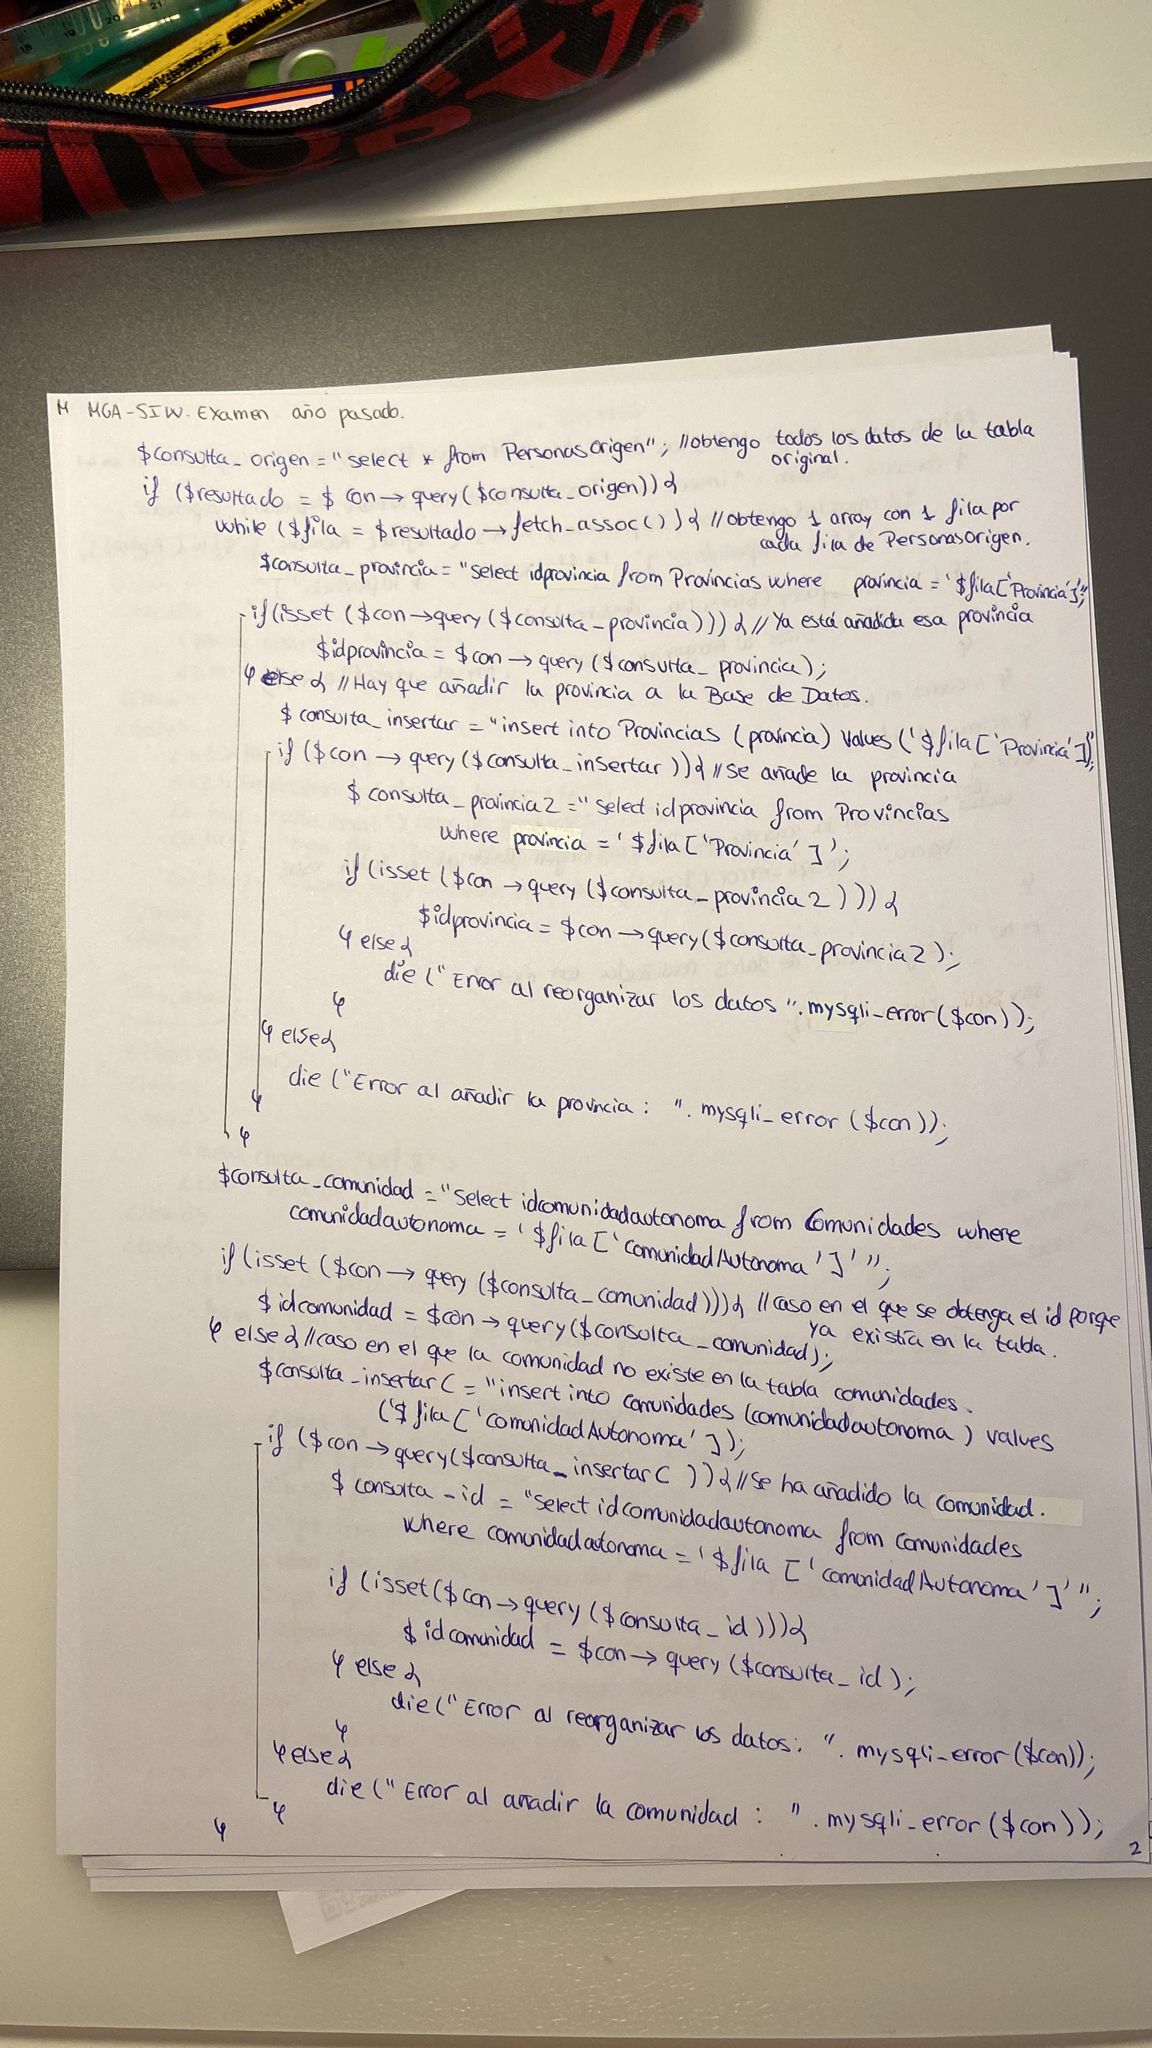 M MGA-SIW. Examen año pasado.
$consulta_origen = "select * from PersonasOrigen"; //obtengo todos los datos de la tabla
original.
if ($resultado = $con->query($consulta_origen)){
while ($fila = $resultado->fetch_assoc()){ //obtengo 1 array con 1 fila por
cada fila de PersonasOrigen.
$consulta_provincia = "select idprovincia from Provincias where provincia = '$fila['Provincia']";
if(isset ($con->query ($consulta_provincia))) { // Ya está añadida esa provincia
$idprovincia = $con->query ($consulta_provincia);
} else { //Hay que añadir la provincia a la Base de Datos.
$consulta_insertar = "insert into Provincias (provincia) values ('$fila['Provincia']);
if ($con->query ($consulta_insertar)){ //se añade la provincia
$consulta_provincia2 = "select idprovincia from Provincias
where provincia = '$fila['Provincia']';
if (isset ($con->query ($consulta_provincia2))) {
$idprovincia = $con->query($consulta_provincia2);
} else {
die ("Error al reorganizar los datos ".mysqli_error($con));
}
} else {
die ("Error al añadir la provincia: ". mysqli_error ($con));
}
}
$consulta_comunidad = "select idcomunidadautonoma from Comunidades where
comunidadautonoma = '$fila['comunidadAutonoma']'";
if (isset ($con->query ($consulta_comunidad))){ //caso en el que se obtenga el id porque
ya existía en la tabla.
$idcomunidad = $con->query($consulta_comunidad);
} else { //caso en el que la comunidad no existe en la tabla comunidades.
$consulta_insertarC = "insert into comunidades (comunidadautonoma) values
('$fila['comunidadAutonoma']);
if ($con->query($consulta_insertarC)){ //se ha añadido la comunidad.
$consulta_id = "select idcomunidadautonoma from comunidades
where comunidadautonoma = '$fila ['comunidadAutonoma']'";
if (isset($con->query ($consulta_id))){
$idcomunidad = $con->query ($consulta_id);
} else {
die("Error al reorganizar los datos: ". mysqli_error ($con));
}
} else {
die ("Error al añadir la comunidad: ". mysqli_error ($con));
}
}
2